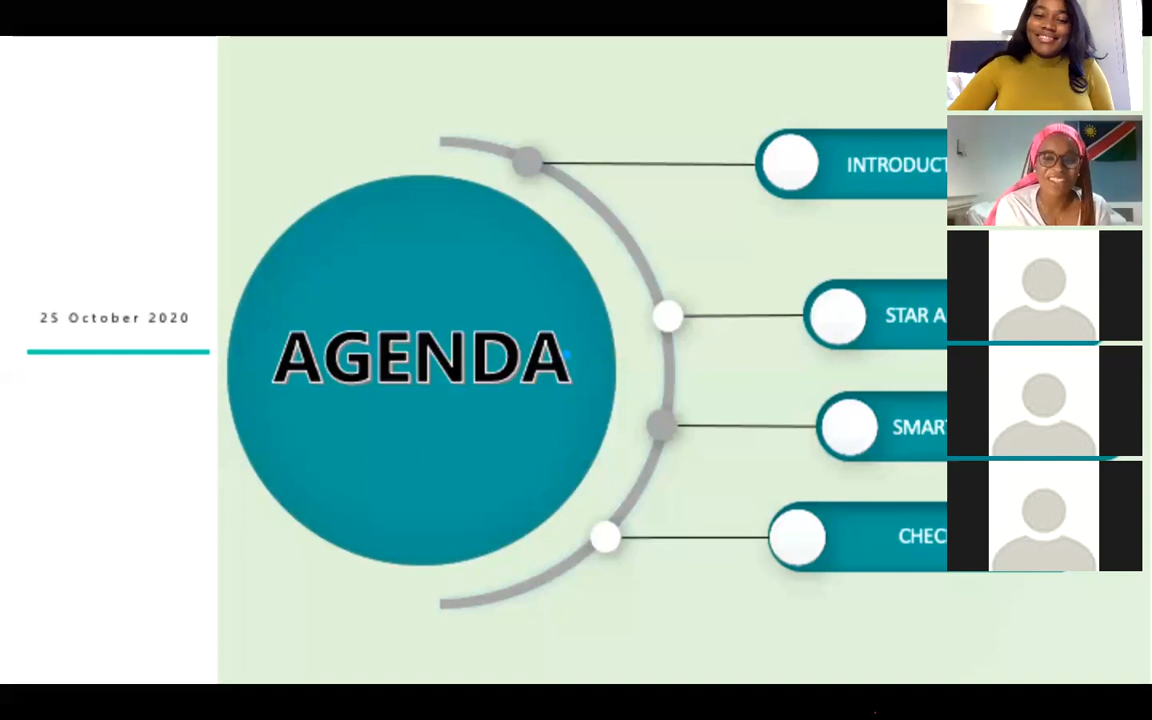 25 October 2020
AGENDA
INTRODUCT
STAR A
SMART
CHEC